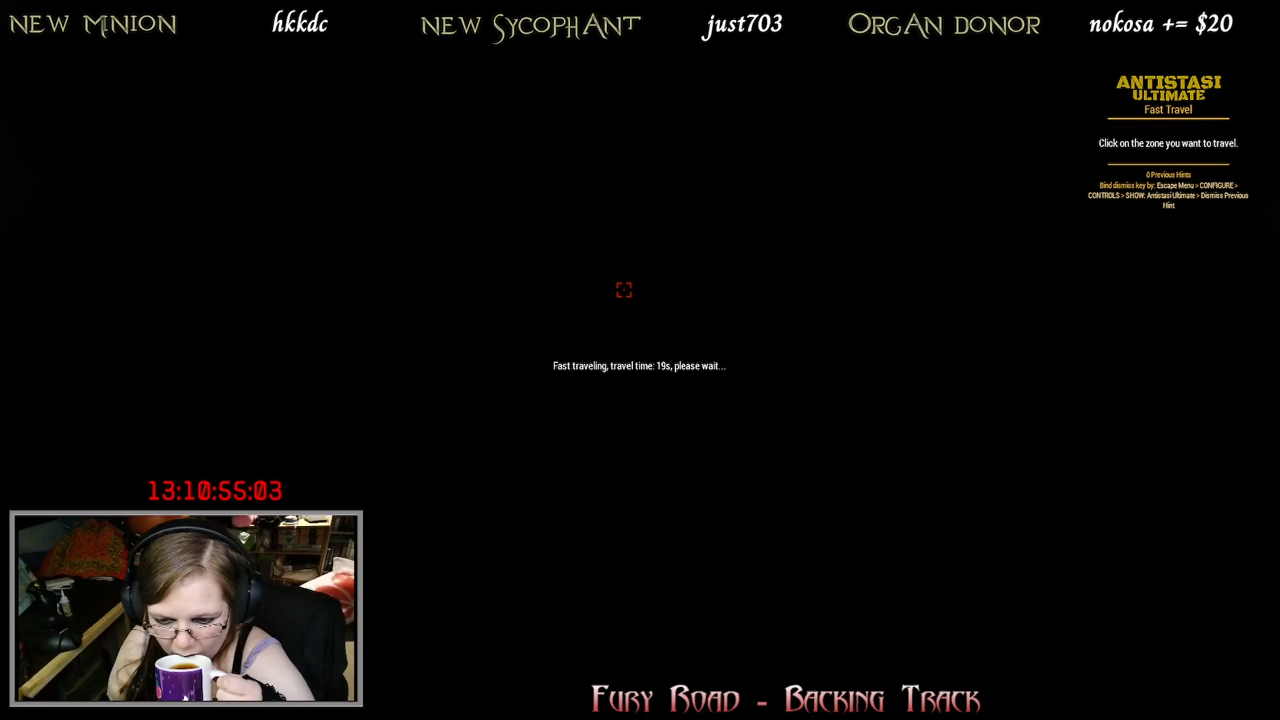 NEW MINION hkkdc NEW SYCOPHANT just703 ORGAN DONOR nokosa += $20
ANTISTASI
ULTIMATE
Fast Travel
Click on the zone you want to travel.
0 Previous Hints
Bind dismiss key by: Escape Menu > CONFIGURE >
CONTROLS > SHOW: Antistasi Ultimate > Dismiss Previous
Hint
Fast traveling, travel time: 19s, please wait...
13:10:55:03
Fury Road - Backing Track